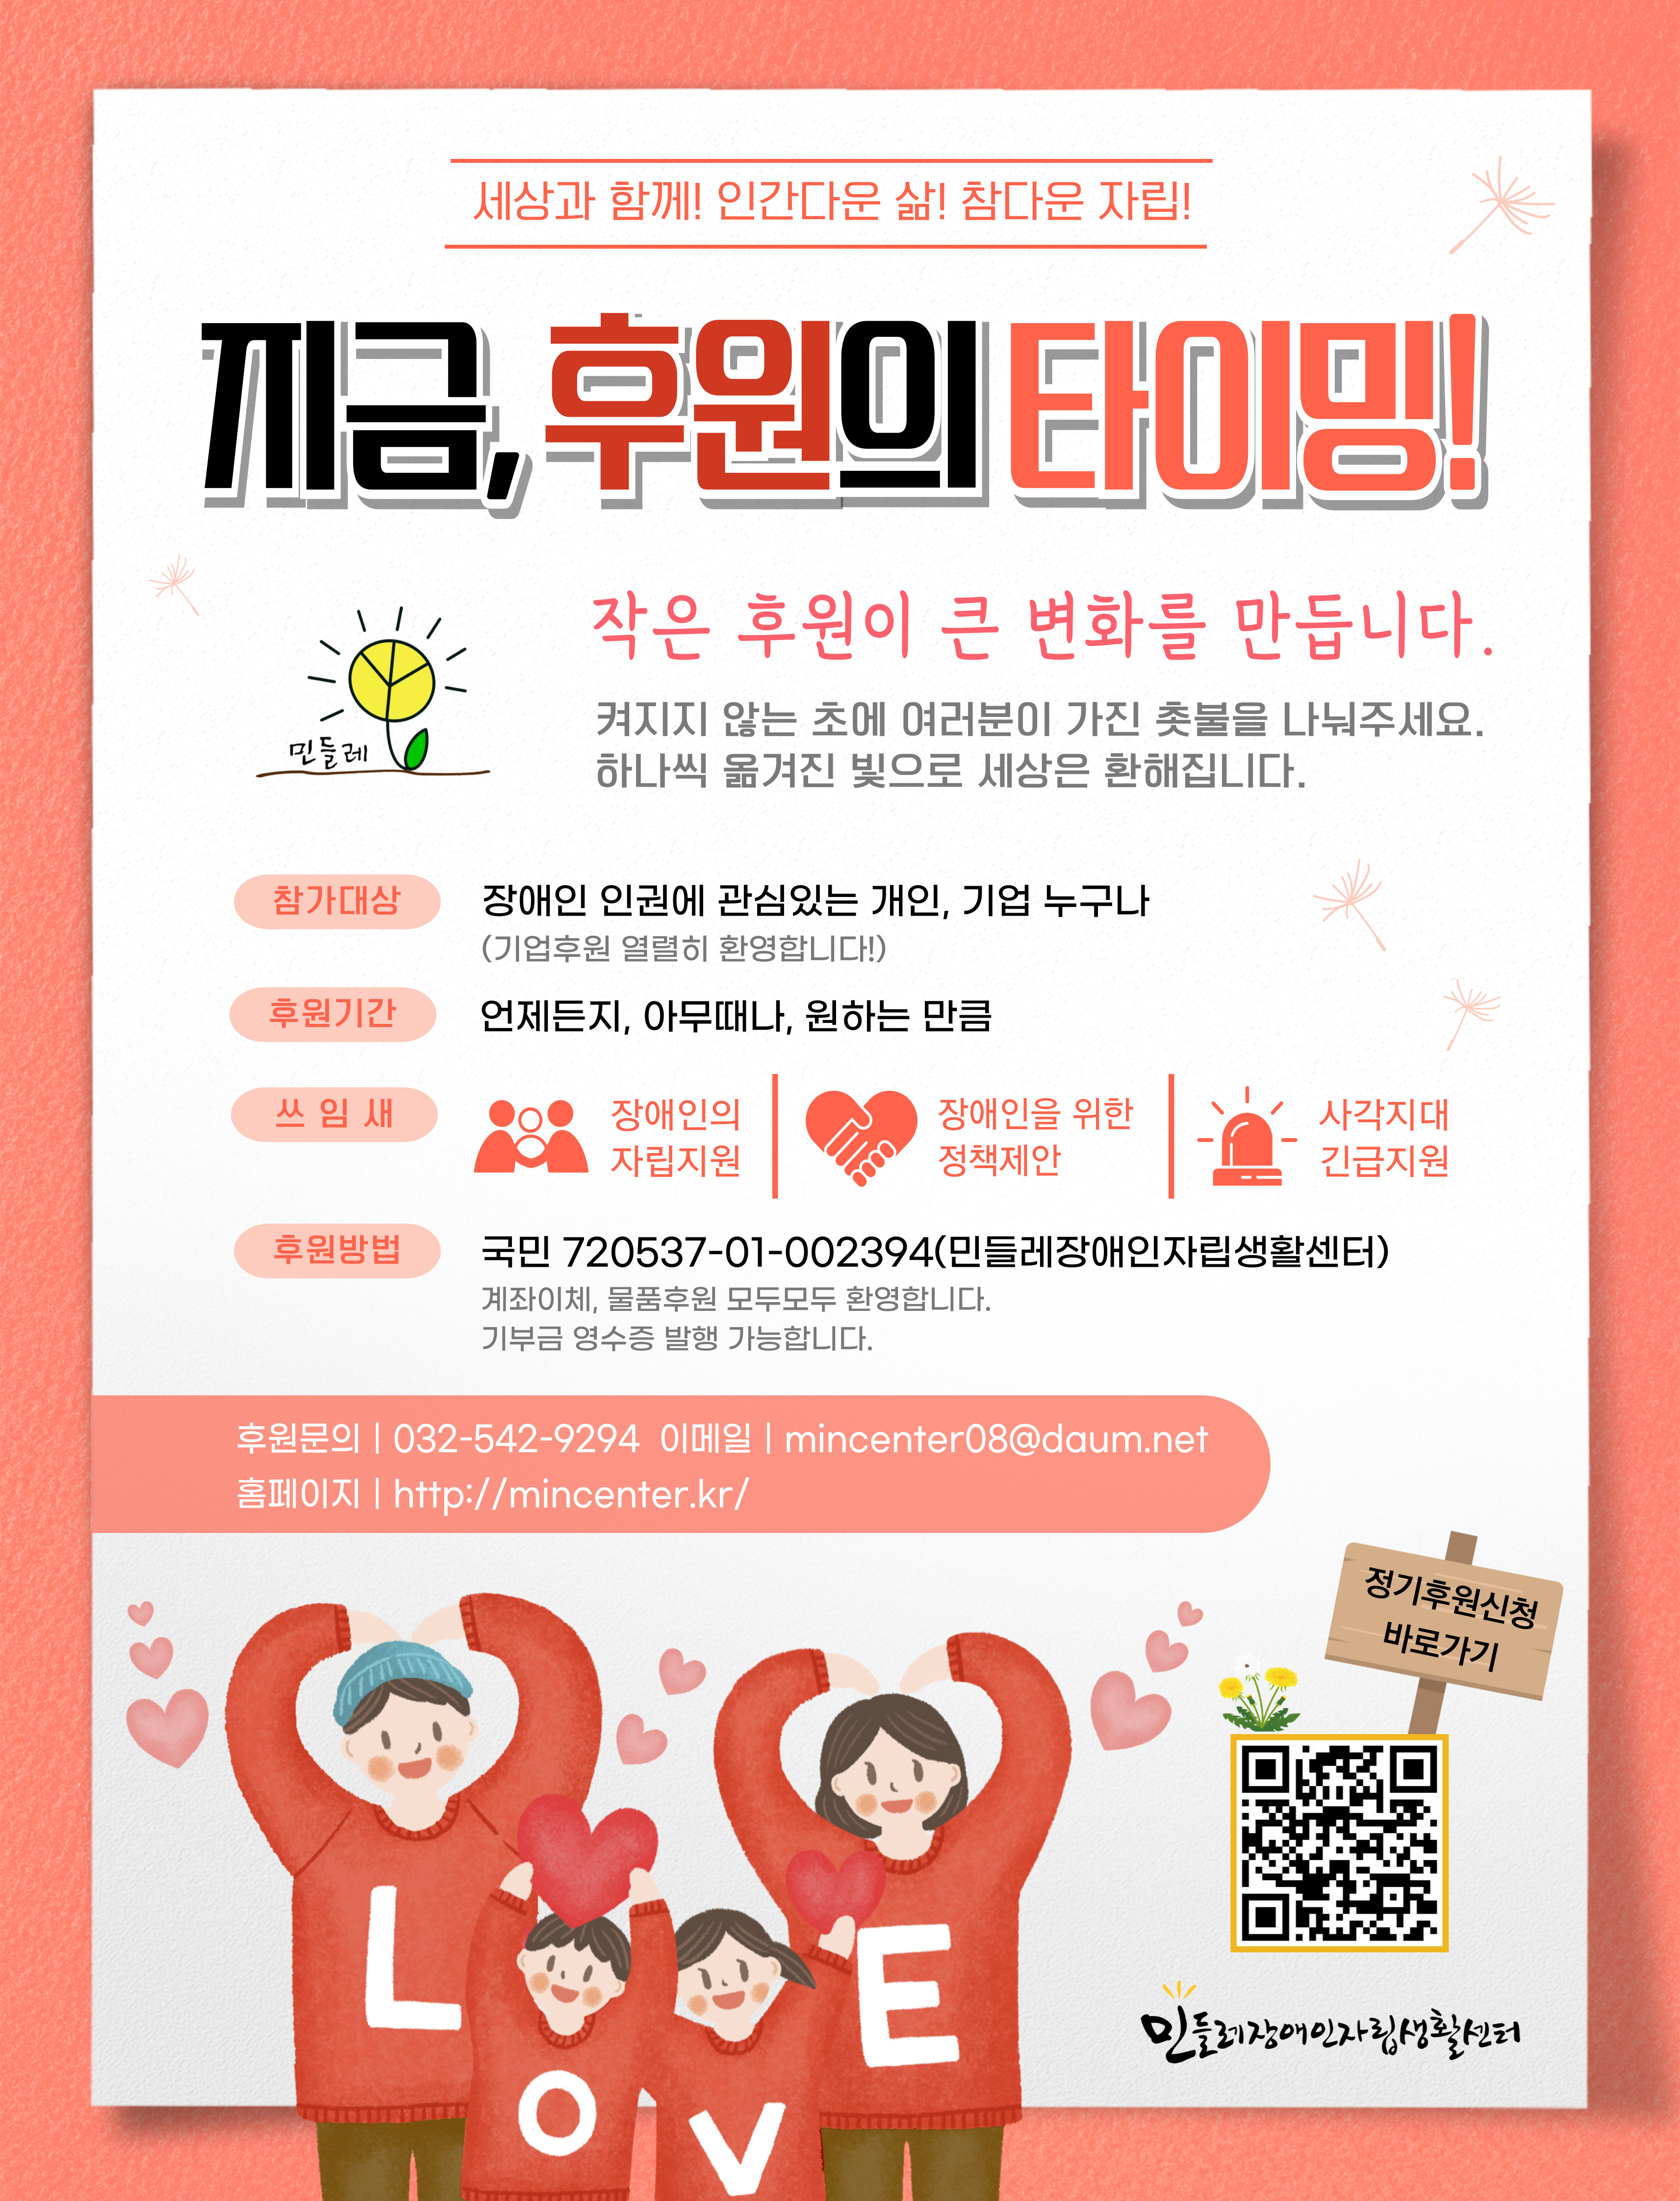 세상과 함께! 인간다운 삶! 참다운 자립!
지금, 후원의 타이밍!
민들레
작은 후원이 큰 변화를 만듭니다.
켜지지 않는 초에 여러분이 가진 촛불을 나눠주세요.
하나씩 옮겨진 빛으로 세상은 환해집니다.
참가대상 장애인 인권에 관심있는 개인, 기업 누구나
(기업후원 열렬히 환영합니다!)
후원기간 언제든지, 아무때나, 원하는 만큼
쓰 임 새
장애인의
자립지원
장애인을 위한
정책제안
사각지대
긴급지원
후원방법 국민 720537-01-002394(민들레장애인자립생활센터)
계좌이체, 물품후원 모두모두 환영합니다.
기부금 영수증 발행 가능합니다.
후원문의 | 032-542-9294 이메일 | mincenter08@daum.net
홈페이지 | http://mincenter.kr/
정기후원신청
바로가기
L
O
V
E
민들레장애인자립생활센터